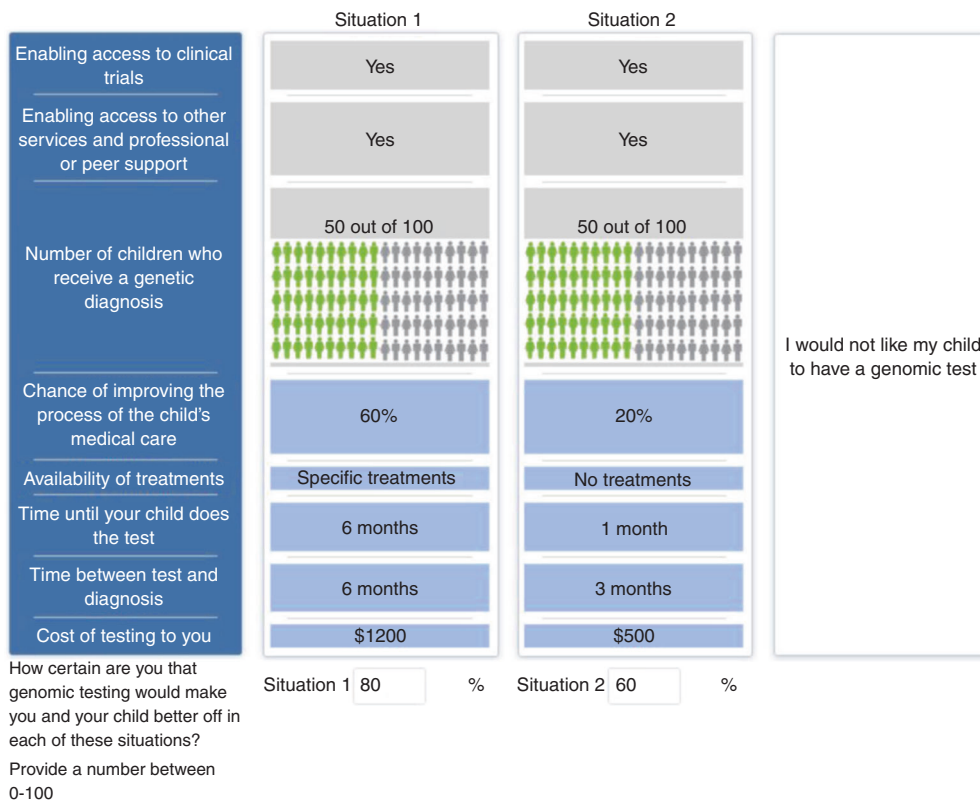 Situation 1
Situation 2
Enabling access to clinical
trials
Yes
Yes
Enabling access to other
services and professional
or peer support
Yes
Yes
Number of children who
receive a genetic
diagnosis
50 out of 100
50 out of 100
I would not like my child
to have a genomic test
Chance of improving the
process of the child's
medical care
60%
20%
Availability of treatments
Specific treatments
No treatments
Time until your child does
the test
6 months
1 month
Time between test and
diagnosis
6 months
3 months
Cost of testing to you
$1200
$500
How certain are you that
genomic testing would make
you and your child better off in
each of these situations?
Provide a number between
0-100
Situation 1 80 %
Situation 2 60 %